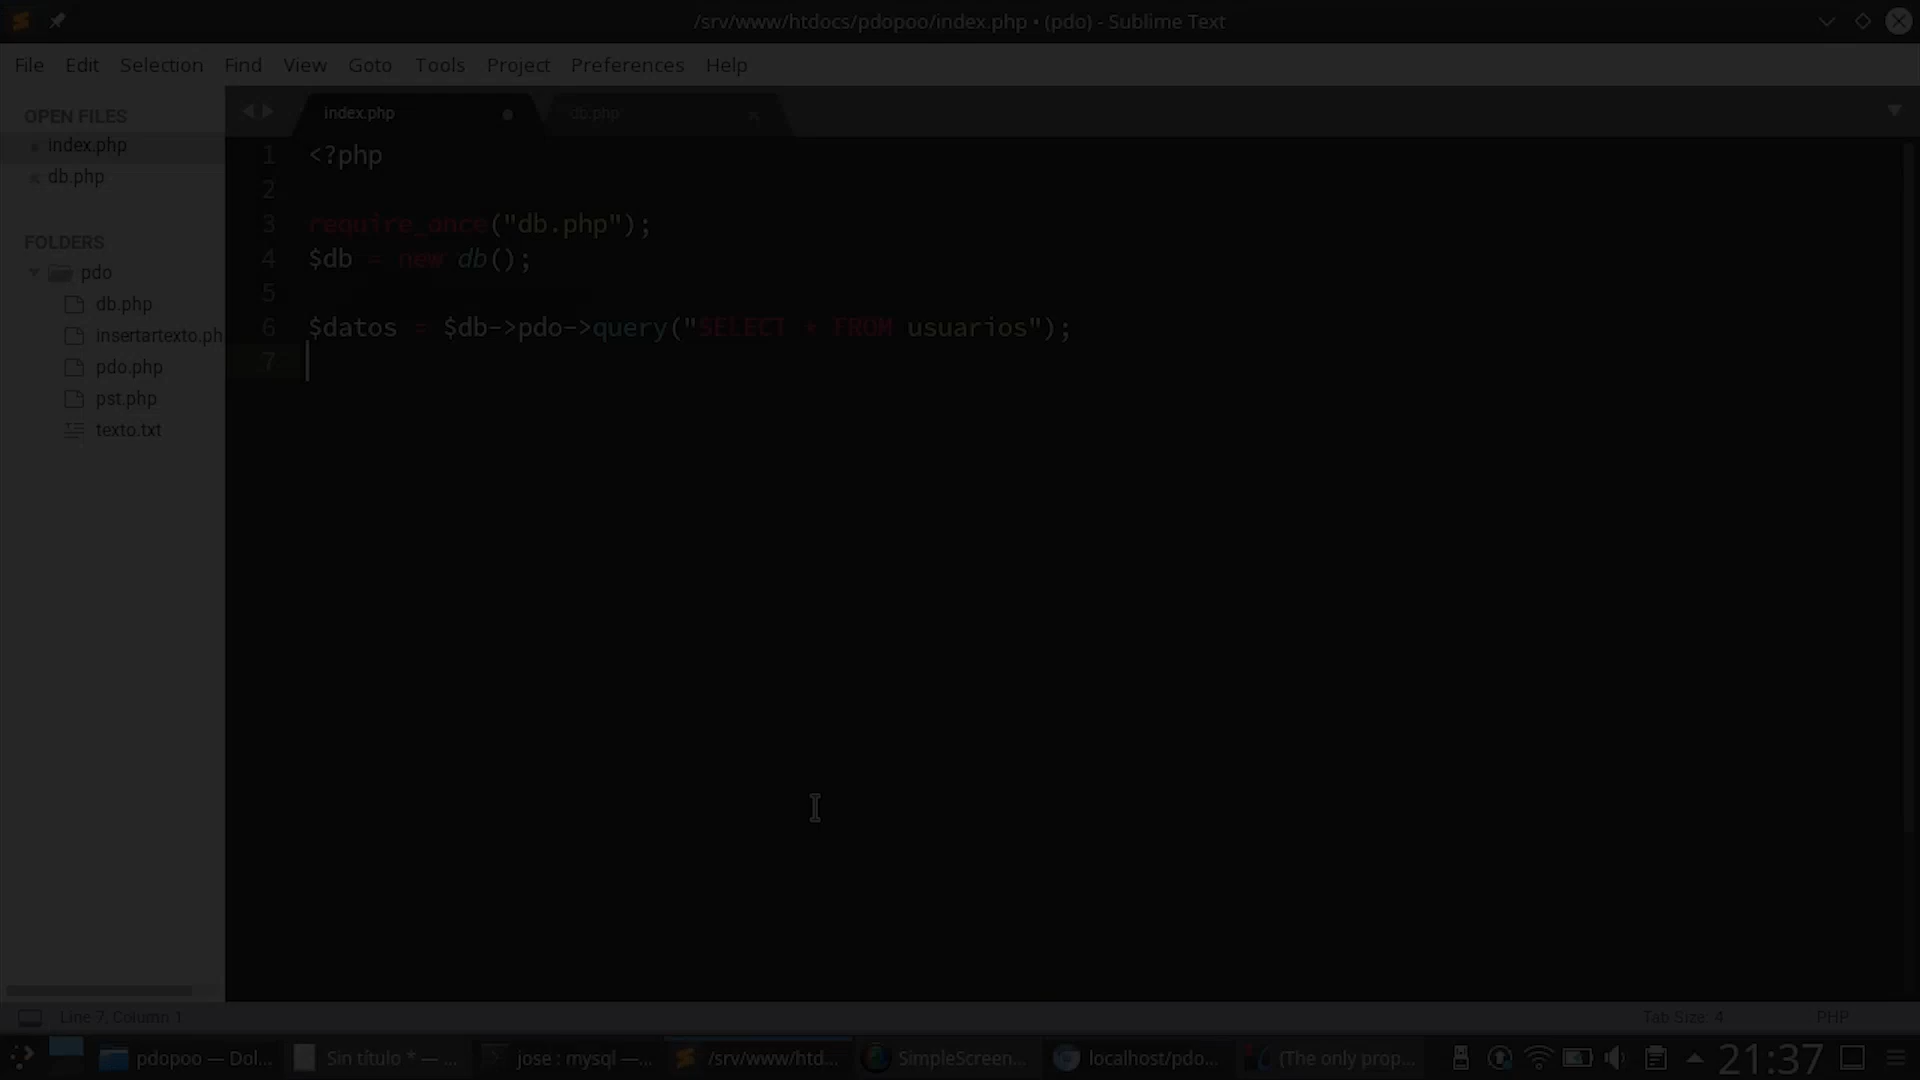 /srv/www/htdocs/pdopoo/index.php • (pdo) - Sublime Text
File Edit Selection Find View Goto Tools Project Preferences Help
OPEN FILES
index.php
db.php
FOLDERS
pdo
db.php
insertartexto.ph
pdo.php
pst.php
texto.txt
index.php
db.php
1 <?php
2
3 require_once("db.php");
4 $db = new db();
5
6 $datos = $db->pdo->query("SELECT * FROM usuarios");
7
Line 7, Column 1
Tab Size: 4
PHP
pdopoo — Dol...
Sin título * — ...
jose : mysql —...
/srv/www/htd...
SimpleScreen...
localhost/pdo...
(The only prop...
21:37